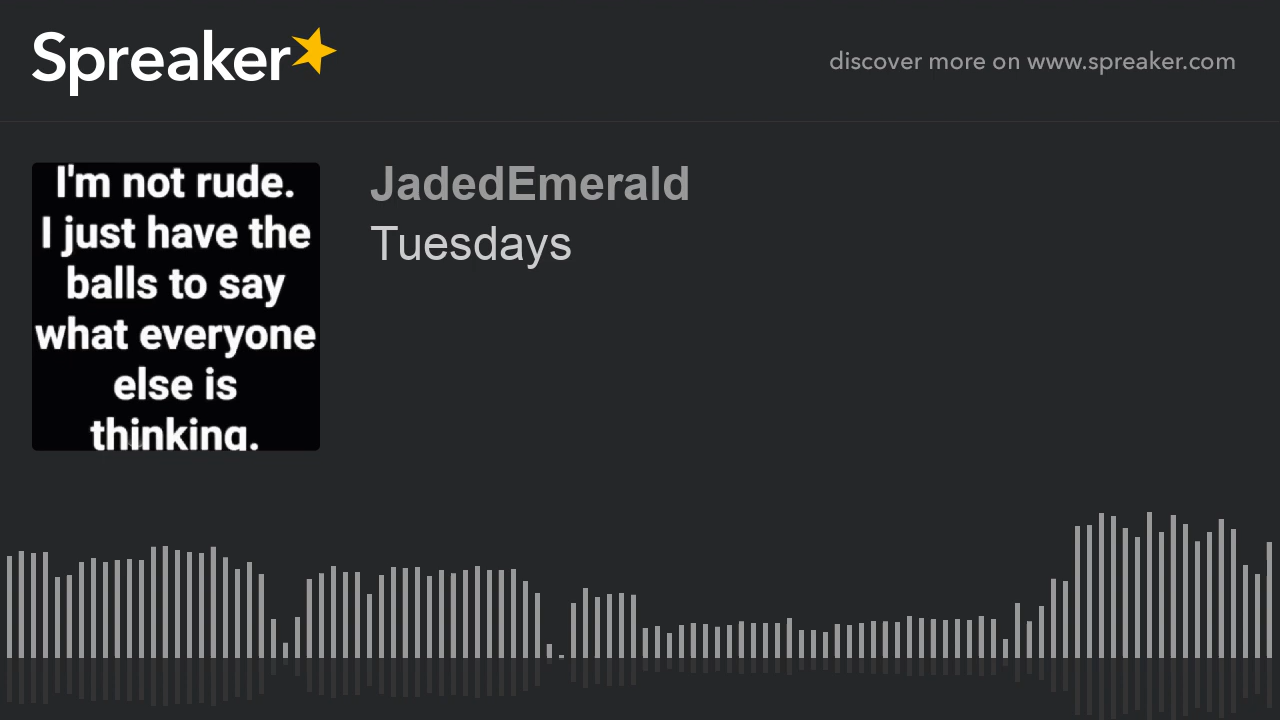 Spreaker
discover more on www.spreaker.com
I'm not rude.
I just have the
balls to say
what everyone
else is
thinking.
JadedEmerald
Tuesdays